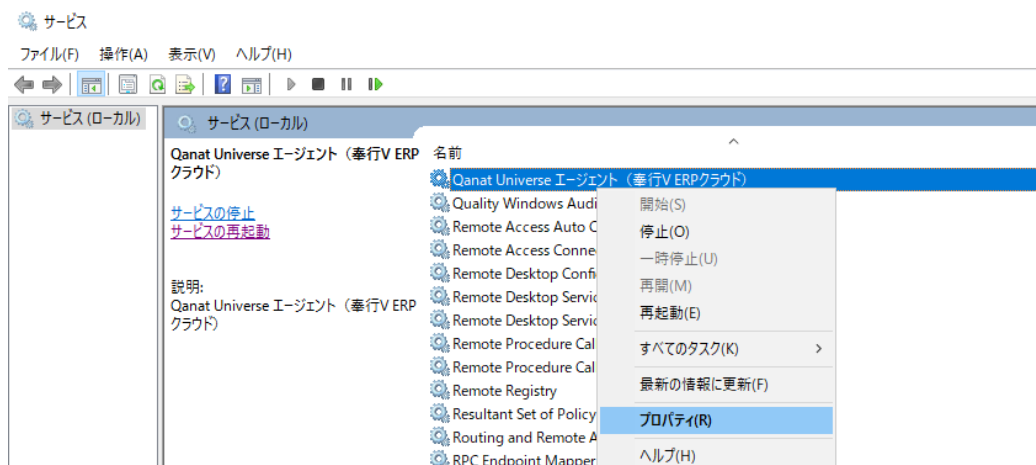 サービス
ファイル(F) 操作(A) 表示(V) ヘルプ(H)
サービス (ローカル)
サービス (ローカル)
Qanat Universe エージェント（奉行V ERP
クラウド）
サービスの停止
サービスの再起動
説明:
Qanat Universe エージェント（奉行V ERP
クラウド）
名前
Qanat Universe エージェント（奉行V ERPクラウド）
Quality Windows Audi
Remote Access Auto C
Remote Access Conne
Remote Desktop Confi
Remote Desktop Servic
Remote Desktop Servic
Remote Procedure Cal
Remote Procedure Cal
Remote Registry
Resultant Set of Policy
Routing and Remote A
RPC Endpoint Mapper
開始(S)
停止(O)
一時停止(U)
再開(M)
再起動(E)
すべてのタスク(K)
最新の情報に更新(F)
プロパティ(R)
ヘルプ(H)